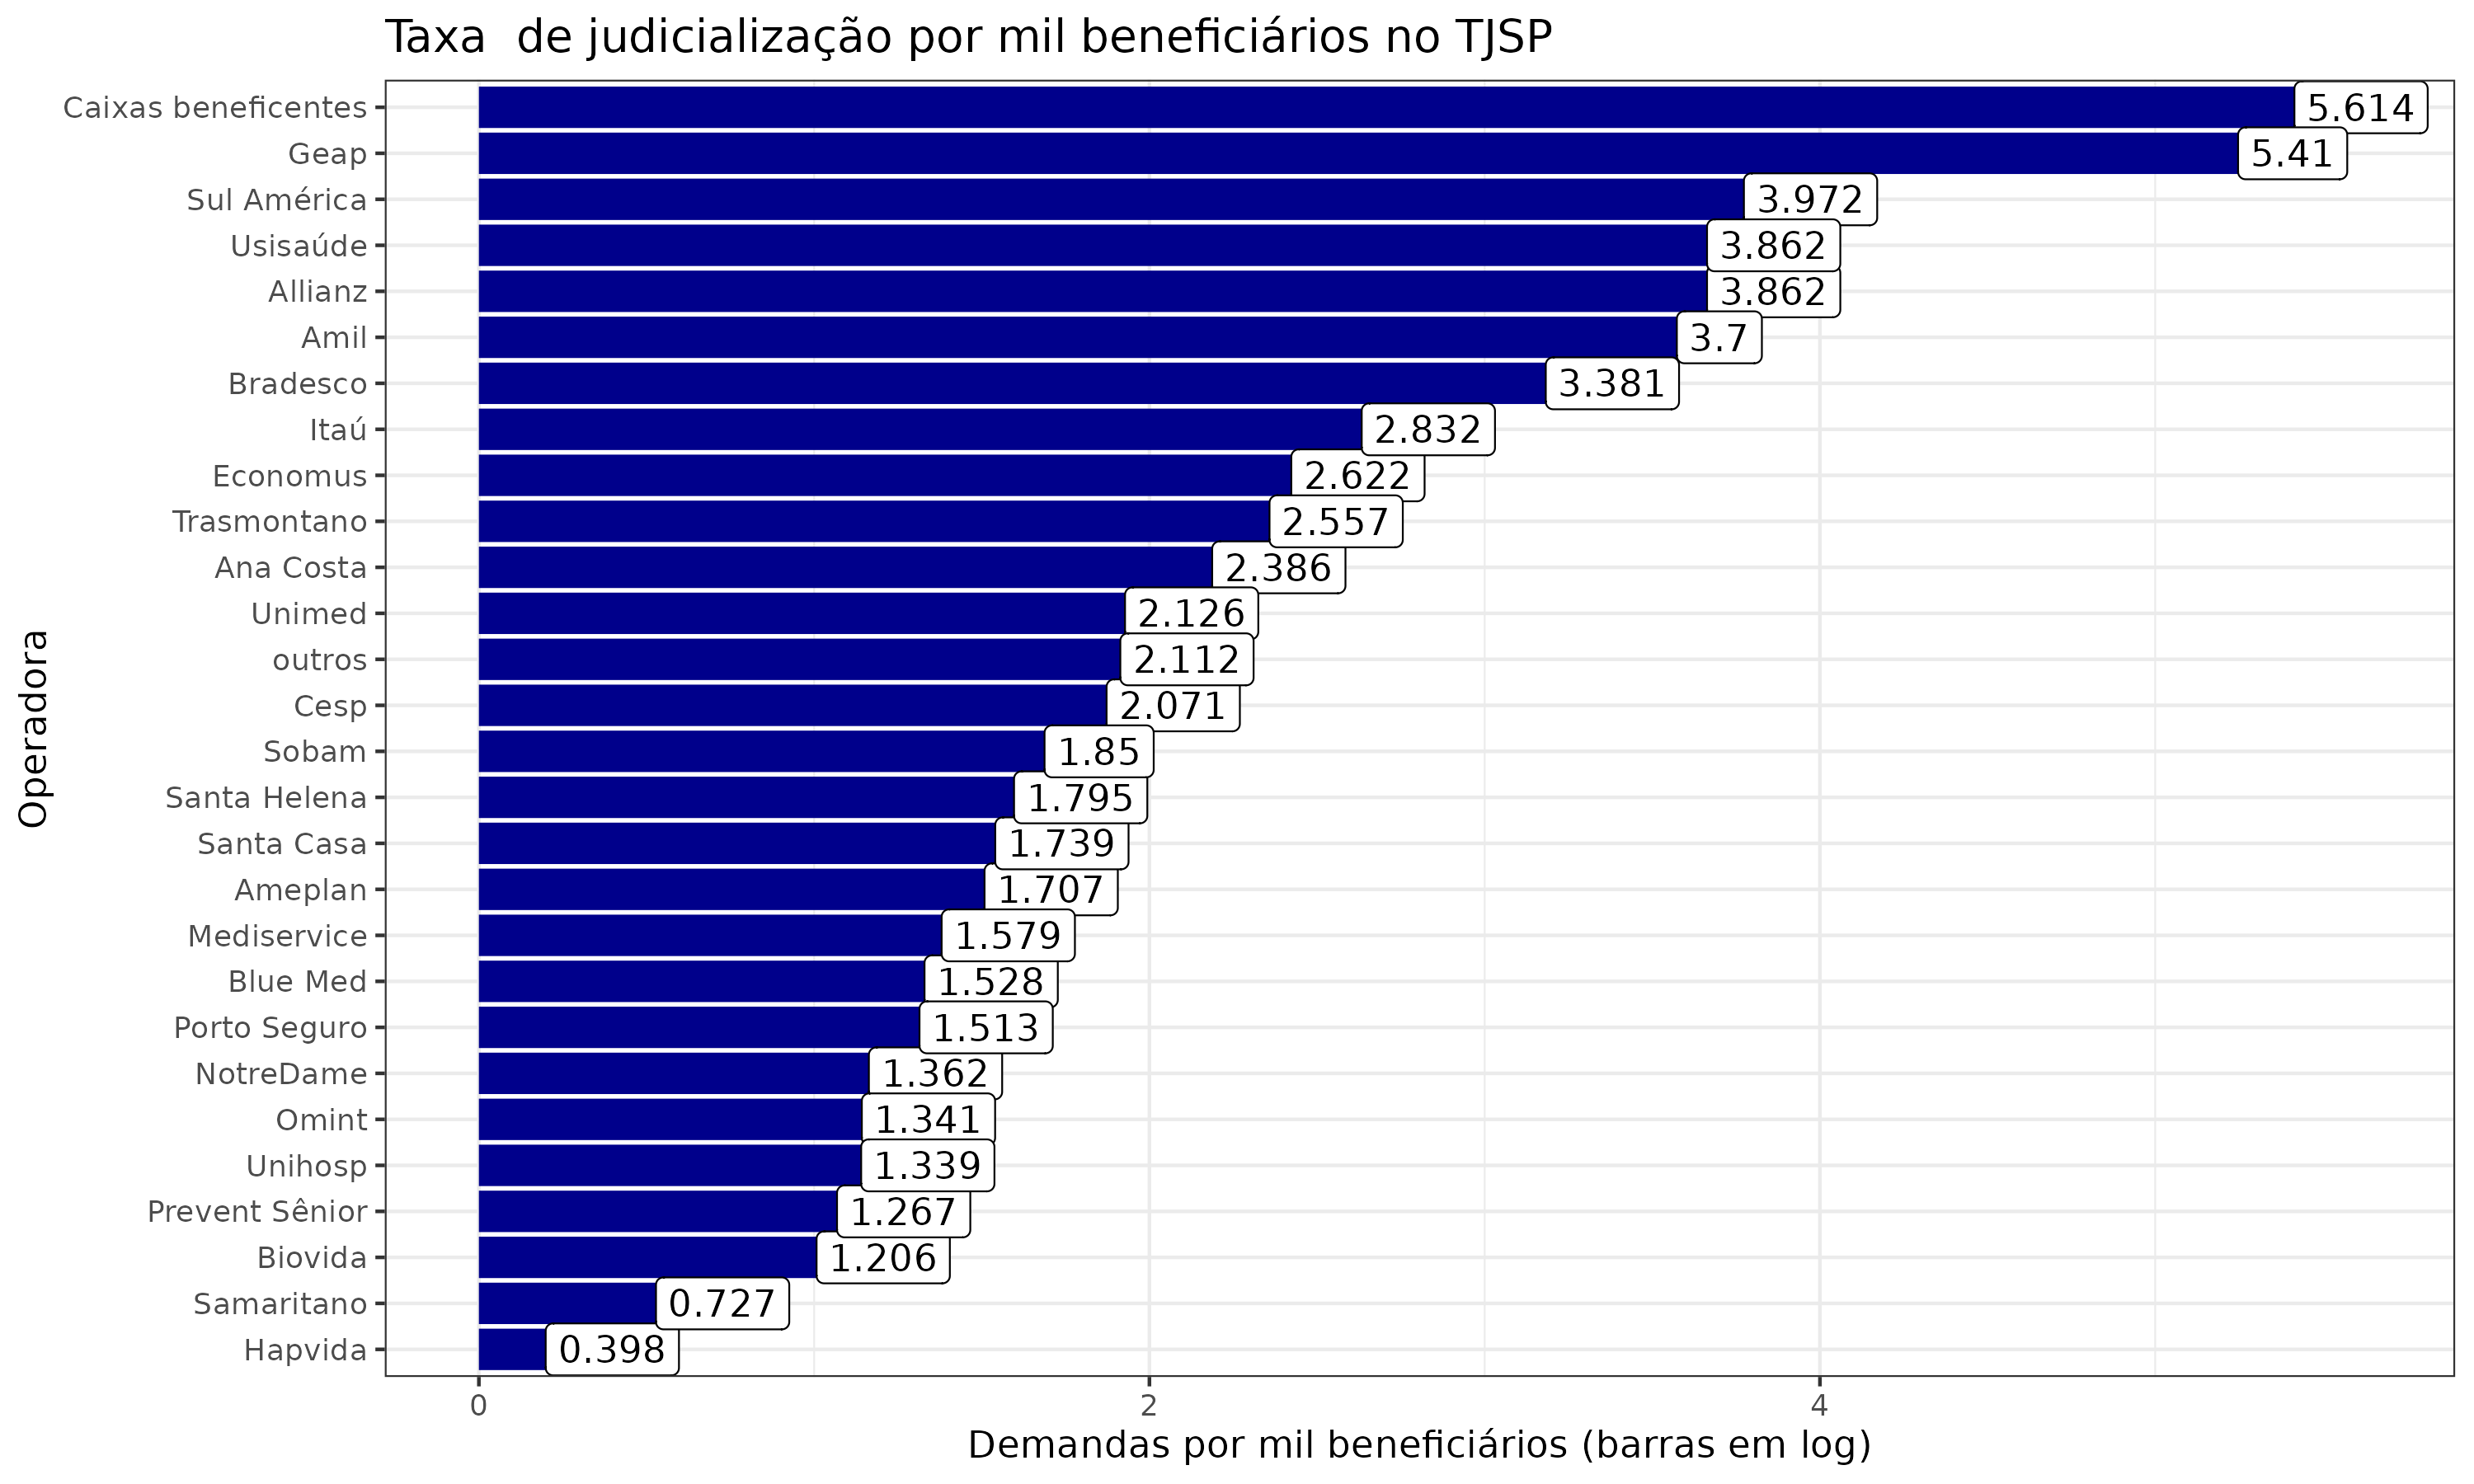 Taxa  de judicialização por mil beneficiários no TJSP
Operadora
Caixas beneficentes 5.614
Geap 5.41
Sul América 3.972
Usisaúde 3.862
Allianz 3.862
Amil 3.7
Bradesco 3.381
Itaú 2.832
Economus 2.622
Trasmontano 2.557
Ana Costa 2.386
Unimed 2.126
outros 2.112
Cesp 2.071
Sobam 1.85
Santa Helena 1.795
Santa Casa 1.739
Ameplan 1.707
Mediservice 1.579
Blue Med 1.528
Porto Seguro 1.513
NotreDame 1.362
Omint 1.341
Unihosp 1.339
Prevent Sênior 1.267
Biovida 1.206
Samaritano 0.727
Hapvida 0.398
0 2 4
Demandas por mil beneficiários (barras em log)